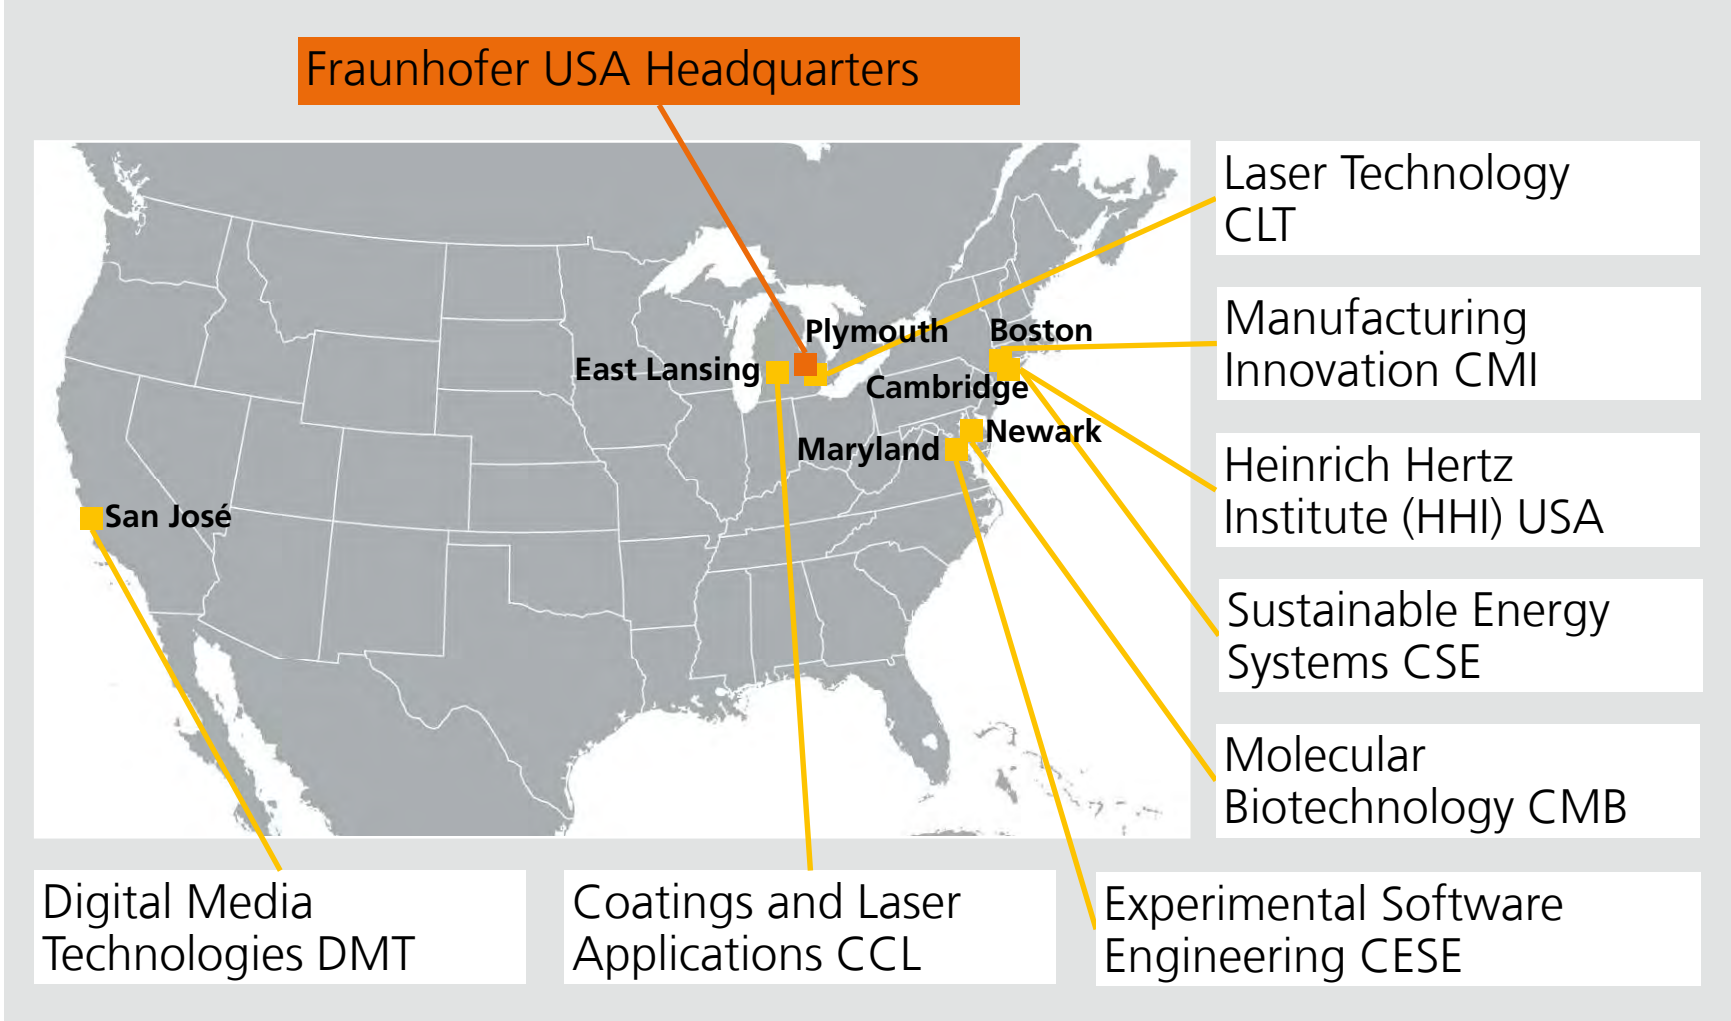 Fraunhofer USA Headquarters
Laser Technology
CLT
Manufacturing
Innovation CMI
Heinrich Hertz
Institute (HHI) USA
Sustainable Energy
Systems CSE
Molecular
Biotechnology CMB
Plymouth
Boston
East Lansing
Cambridge
Newark
Maryland
San José
Digital Media
Technologies DMT
Coatings and Laser
Applications CCL
Experimental Software
Engineering CESE